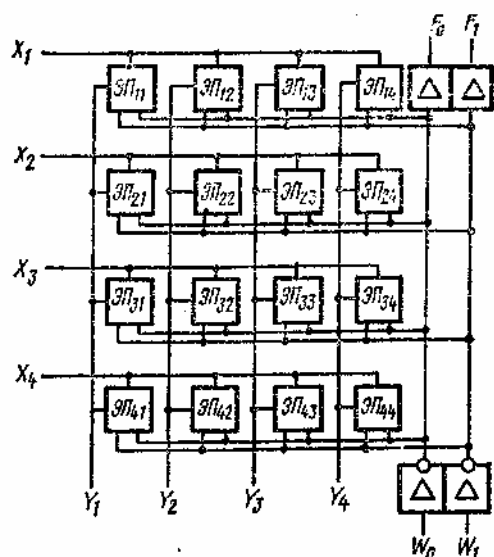 X₁ F₀ F₁
ЭП₁₁ ЭП₁₂ ЭП₁₃ ЭП₁₄
X₂
ЭП₂₁ ЭП₂₂ ЭП₂₃ ЭП₂₄
X₃
ЭП₃₁ ЭП₃₂ ЭП₃₃ ЭП₃₄
X₄
ЭП₄₁ ЭП₄₂ ЭП₄₃ ЭП₄₄
Y₁ Y₂ Y₃ Y₄
W₀ W₁